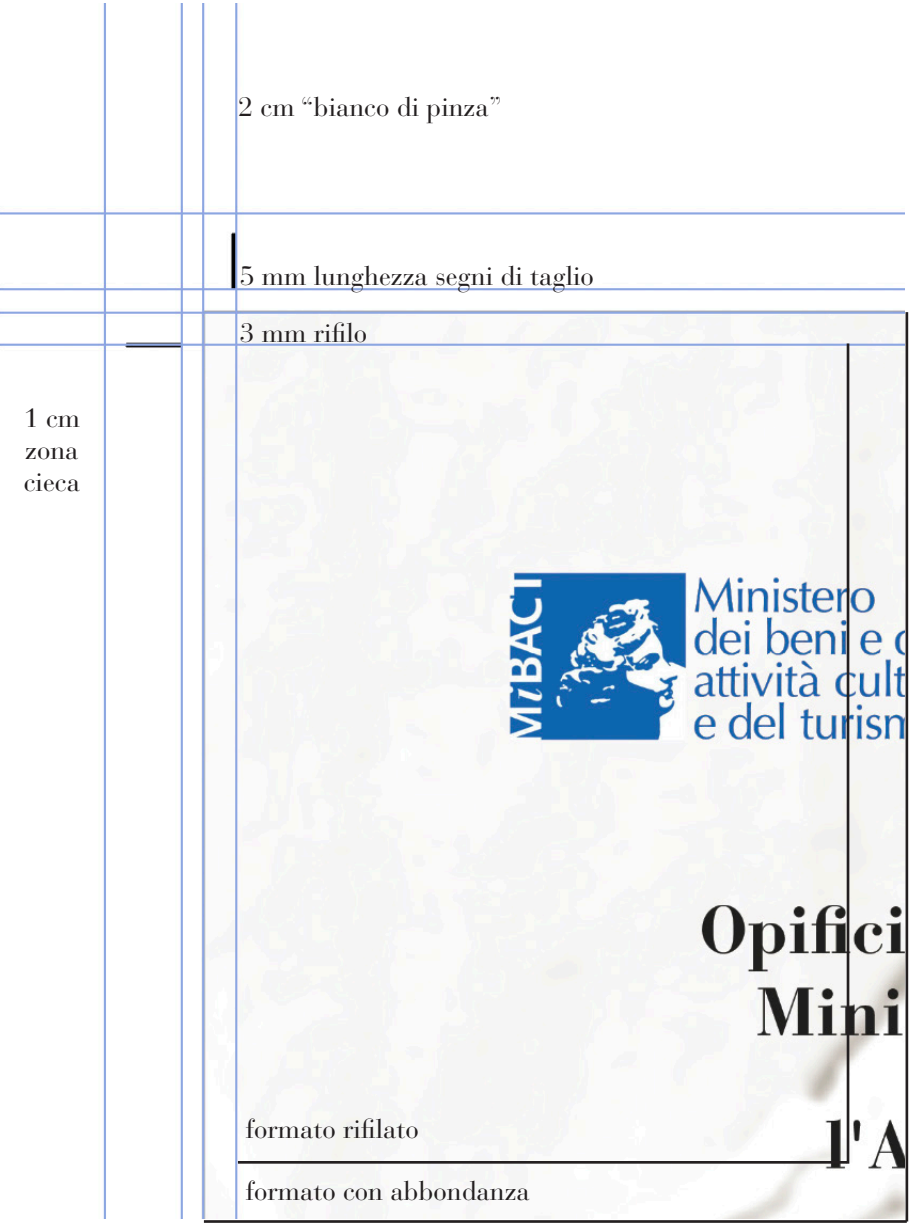 2 cm “bianco di pinza”
5 mm lunghezza segni di taglio
3 mm rifilo
1 cm
zona
cieca
MiBACT
Ministero
dei beni e
attività cult
e del turism
Opifici
Mini
l'A
formato rifilato
formato con abbondanza